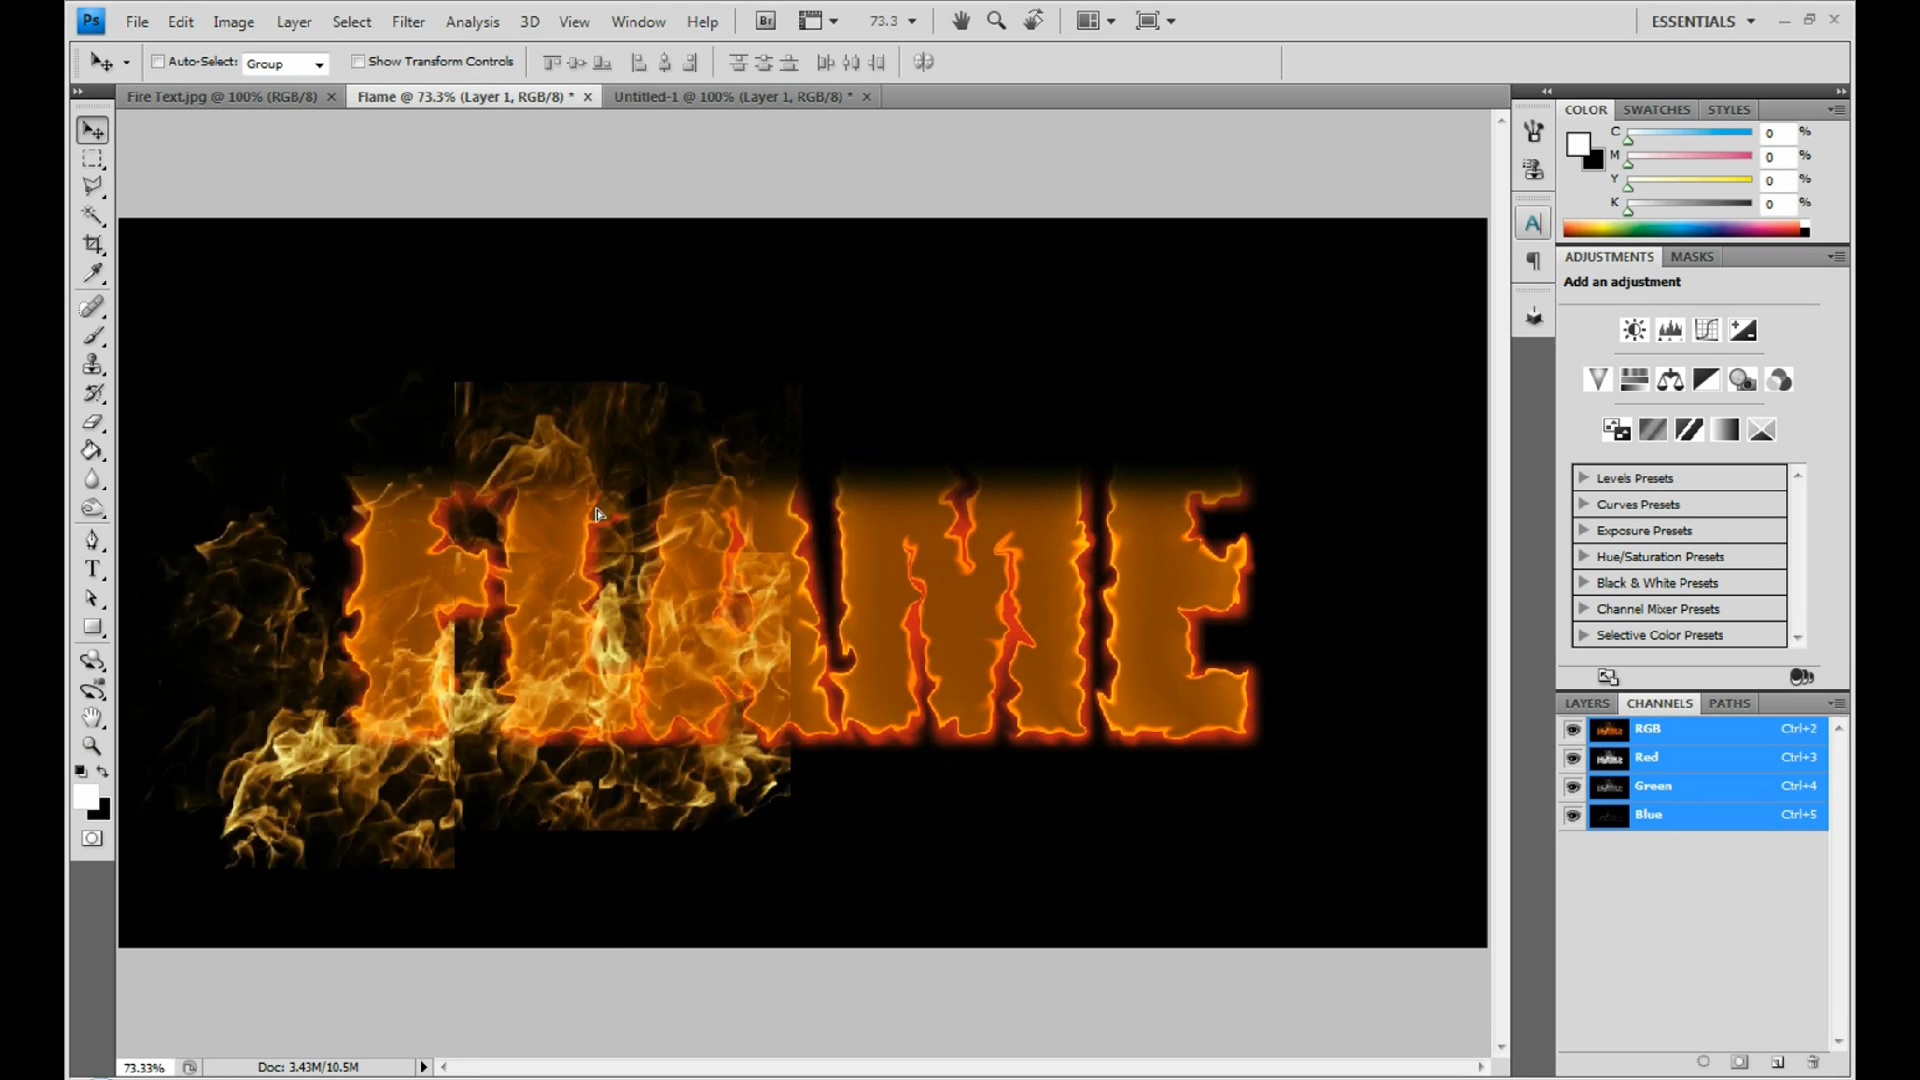 Ps File Edit Image Layer Select Filter Analysis 3D View Window Help Br 73.3 ESSENTIALS
Auto-Select: Group Show Transform Controls
Fire Text.jpg @ 100% (RGB/8) Flame @ 73.3% (Layer 1, RGB/8) * Untitled-1 @ 100% (Layer 1, RGB/8) *
COLOR SWATCHES STYLES
C 0 %
M 0 %
Y 0 %
K 0 %
ADJUSTMENTS MASKS
Add an adjustment
Levels Presets
Curves Presets
Exposure Presets
Hue/Saturation Presets
Black & White Presets
Channel Mixer Presets
Selective Color Presets
LAYERS CHANNELS PATHS
RGB Ctrl+2
Red Ctrl+3
Green Ctrl+4
Blue Ctrl+5
FLAME
73.33% Doc: 3.43M/10.5M